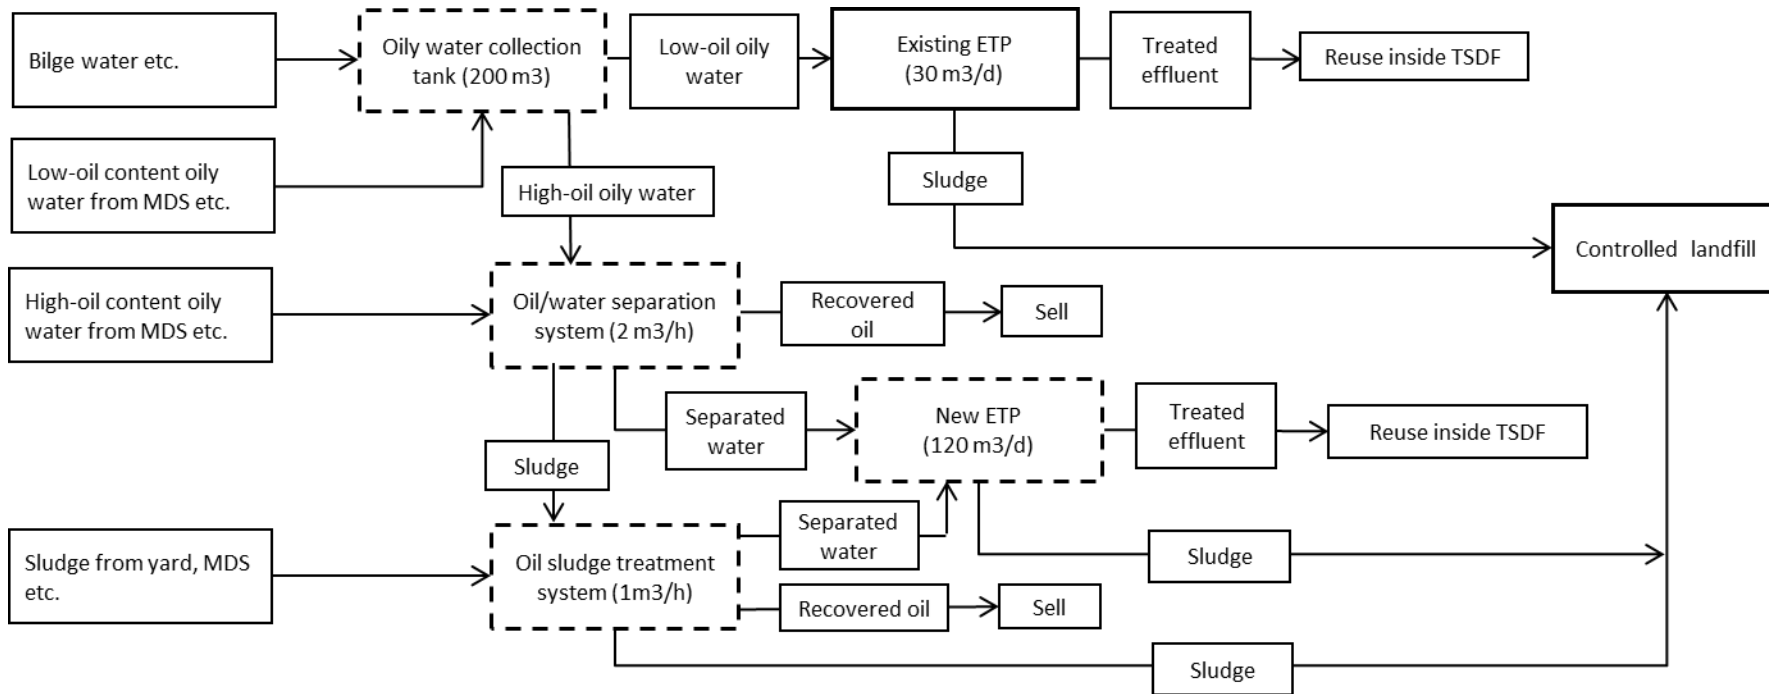 Bilge water etc.
Oily water collection
tank (200 m3)
Low-oil oily
water
Existing ETP
(30 m3/d)
Treated
effluent
Reuse inside TSDF
Low-oil content oily
water from MDS etc.
High-oil oily water
Sludge
Controlled landfill
High-oil content oily
water from MDS etc.
Oil/water separation
system (2 m3/h)
Recovered
oil
Sell
Separated
water
New ETP
(120 m3/d)
Treated
effluent
Reuse inside TSDF
Sludge
Sludge from yard, MDS
etc.
Oil sludge treatment
system (1m3/h)
Separated
water
Sludge
Recovered oil
Sell
Sludge